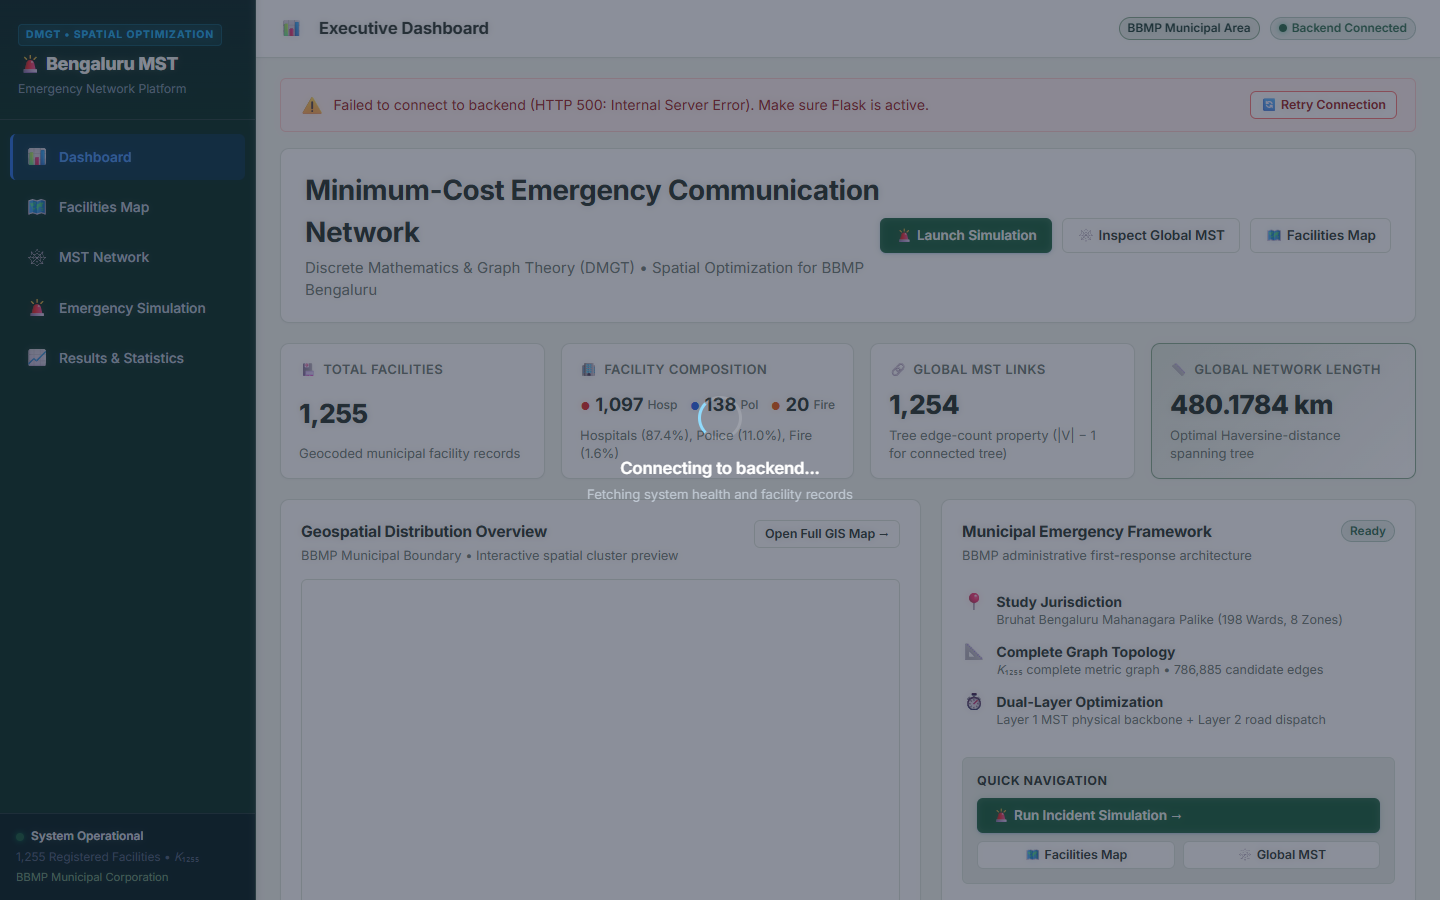 DMGT • SPATIAL OPTIMIZATION
Bengaluru MST
Emergency Network Platform
Dashboard
Facilities Map
MST Network
Emergency Simulation
Results & Statistics
System Operational
1,255 Registered Facilities • K₁₂₅₅
BBMP Municipal Corporation
Executive Dashboard
BBMP Municipal Area
Backend Connected
Failed to connect to backend (HTTP 500: Internal Server Error). Make sure Flask is active.
Retry Connection
Minimum-Cost Emergency Communication
Network
Discrete Mathematics & Graph Theory (DMGT) • Spatial Optimization for BBMP
Bengaluru
Launch Simulation
Inspect Global MST
Facilities Map
TOTAL FACILITIES
1,255
Geocoded municipal facility records
FACILITY COMPOSITION
1,097 Hosp 138 Pol 20 Fire
Hospitals (87.4%), Police (11.0%), Fire
(1.6%)
GLOBAL MST LINKS
1,254
Tree edge-count property (|V| − 1
for connected tree)
GLOBAL NETWORK LENGTH
480.1784 km
Optimal Haversine-distance
spanning tree
Connecting to backend...
Fetching system health and facility records
Geospatial Distribution Overview
BBMP Municipal Boundary • Interactive spatial cluster preview
Open Full GIS Map →
Municipal Emergency Framework
BBMP administrative first-response architecture
Ready
Study Jurisdiction
Bruhat Bengaluru Mahanagara Palike (198 Wards, 8 Zones)
Complete Graph Topology
K₁₂₅₅ complete metric graph • 786,885 candidate edges
Dual-Layer Optimization
Layer 1 MST physical backbone + Layer 2 road dispatch
QUICK NAVIGATION
Run Incident Simulation →
Facilities Map
Global MST